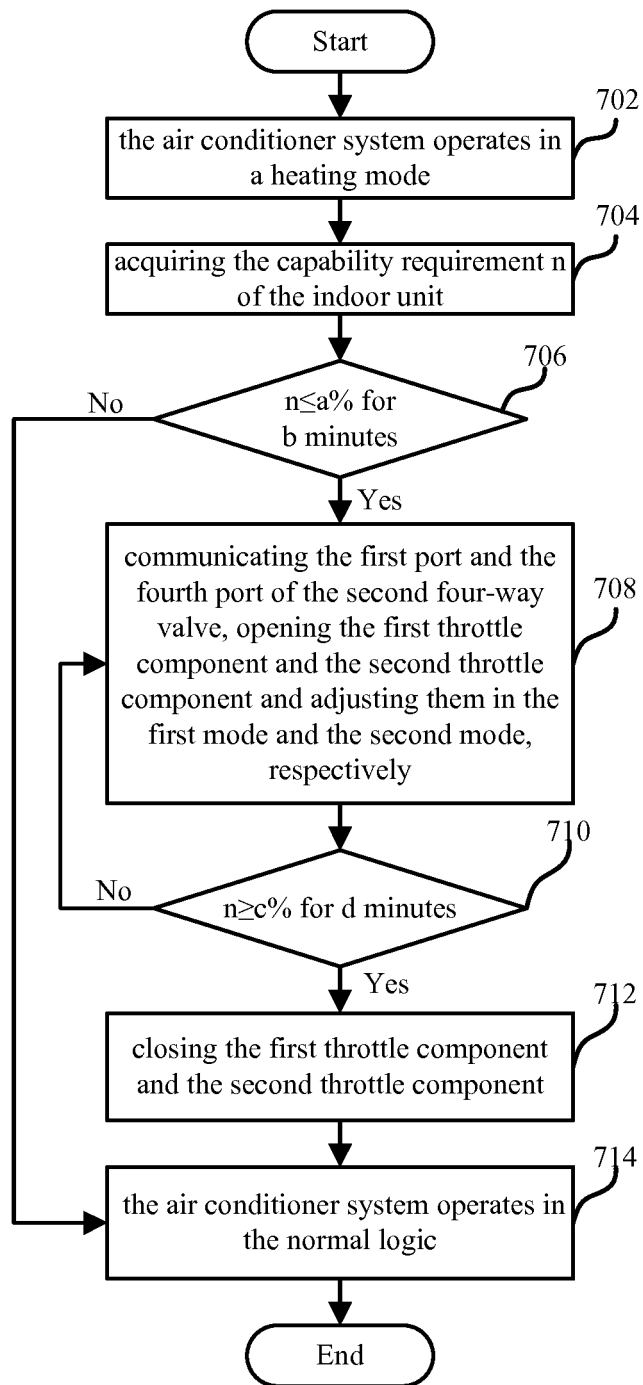 Start
702
the air conditioner system operates in
a heating mode
704
acquiring the capability requirement n
of the indoor unit
706
n≤a% for
b minutes
No
Yes
708
communicating the first port and the
fourth port of the second four-way
valve, opening the first throttle
component and the second throttle
component and adjusting them in the
first mode and the second mode,
respectively
710
n≥c% for d minutes
No
Yes
712
closing the first throttle component
and the second throttle component
714
the air conditioner system operates in
the normal logic
End